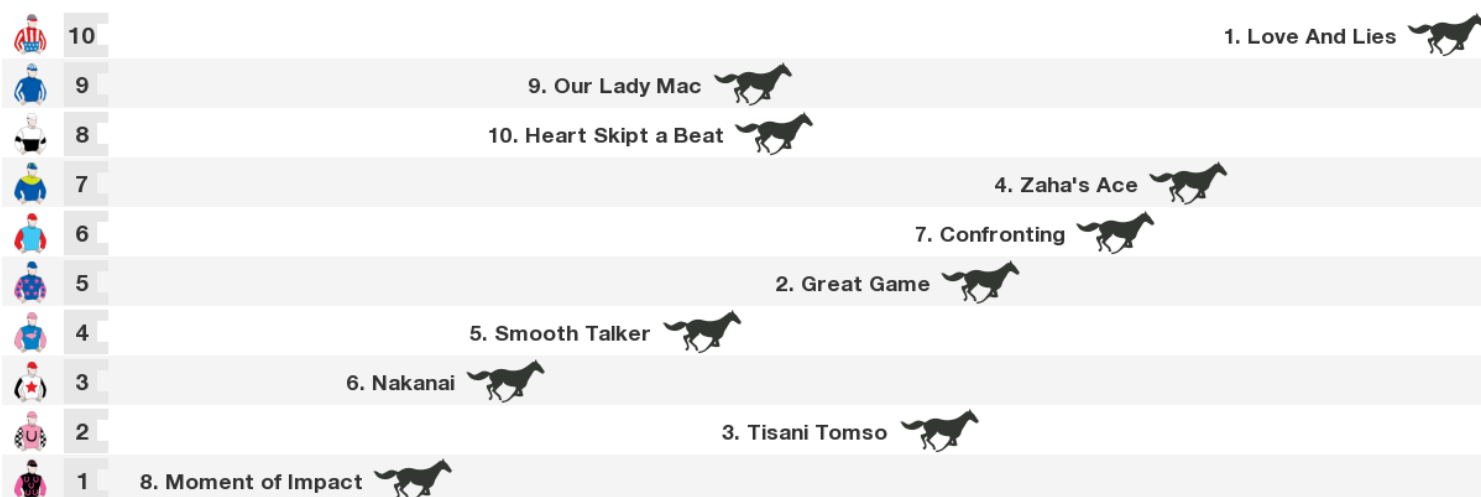 10 1. Love And Lies
9 9. Our Lady Mac
8 10. Heart Skipt a Beat
7 4. Zaha's Ace
6 7. Confronting
5 2. Great Game
4 5. Smooth Talker
3 6. Nakanai
2 3. Tisani Tomso
1 8. Moment of Impact